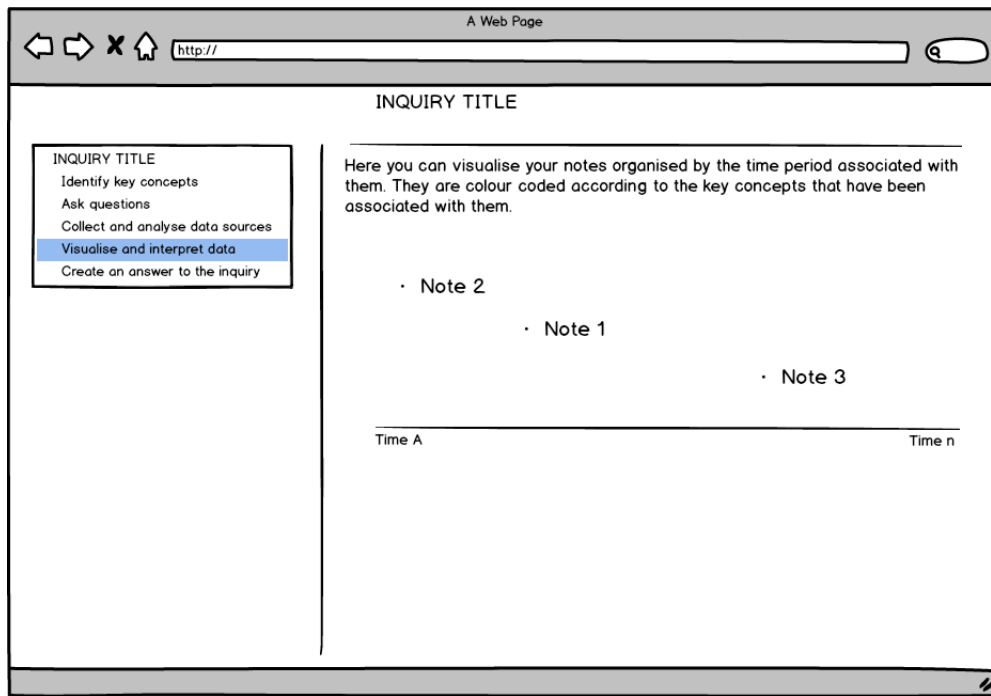 A Web Page
http://
INQUIRY TITLE
INQUIRY TITLE
Identify key concepts
Ask questions
Collect and analyse data sources
Visualise and interpret data
Create an answer to the inquiry
Here you can visualise your notes organised by the time period associated with
them. They are colour coded according to the key concepts that have been
associated with them.
· Note 2
· Note 1
· Note 3
Time A
Time n